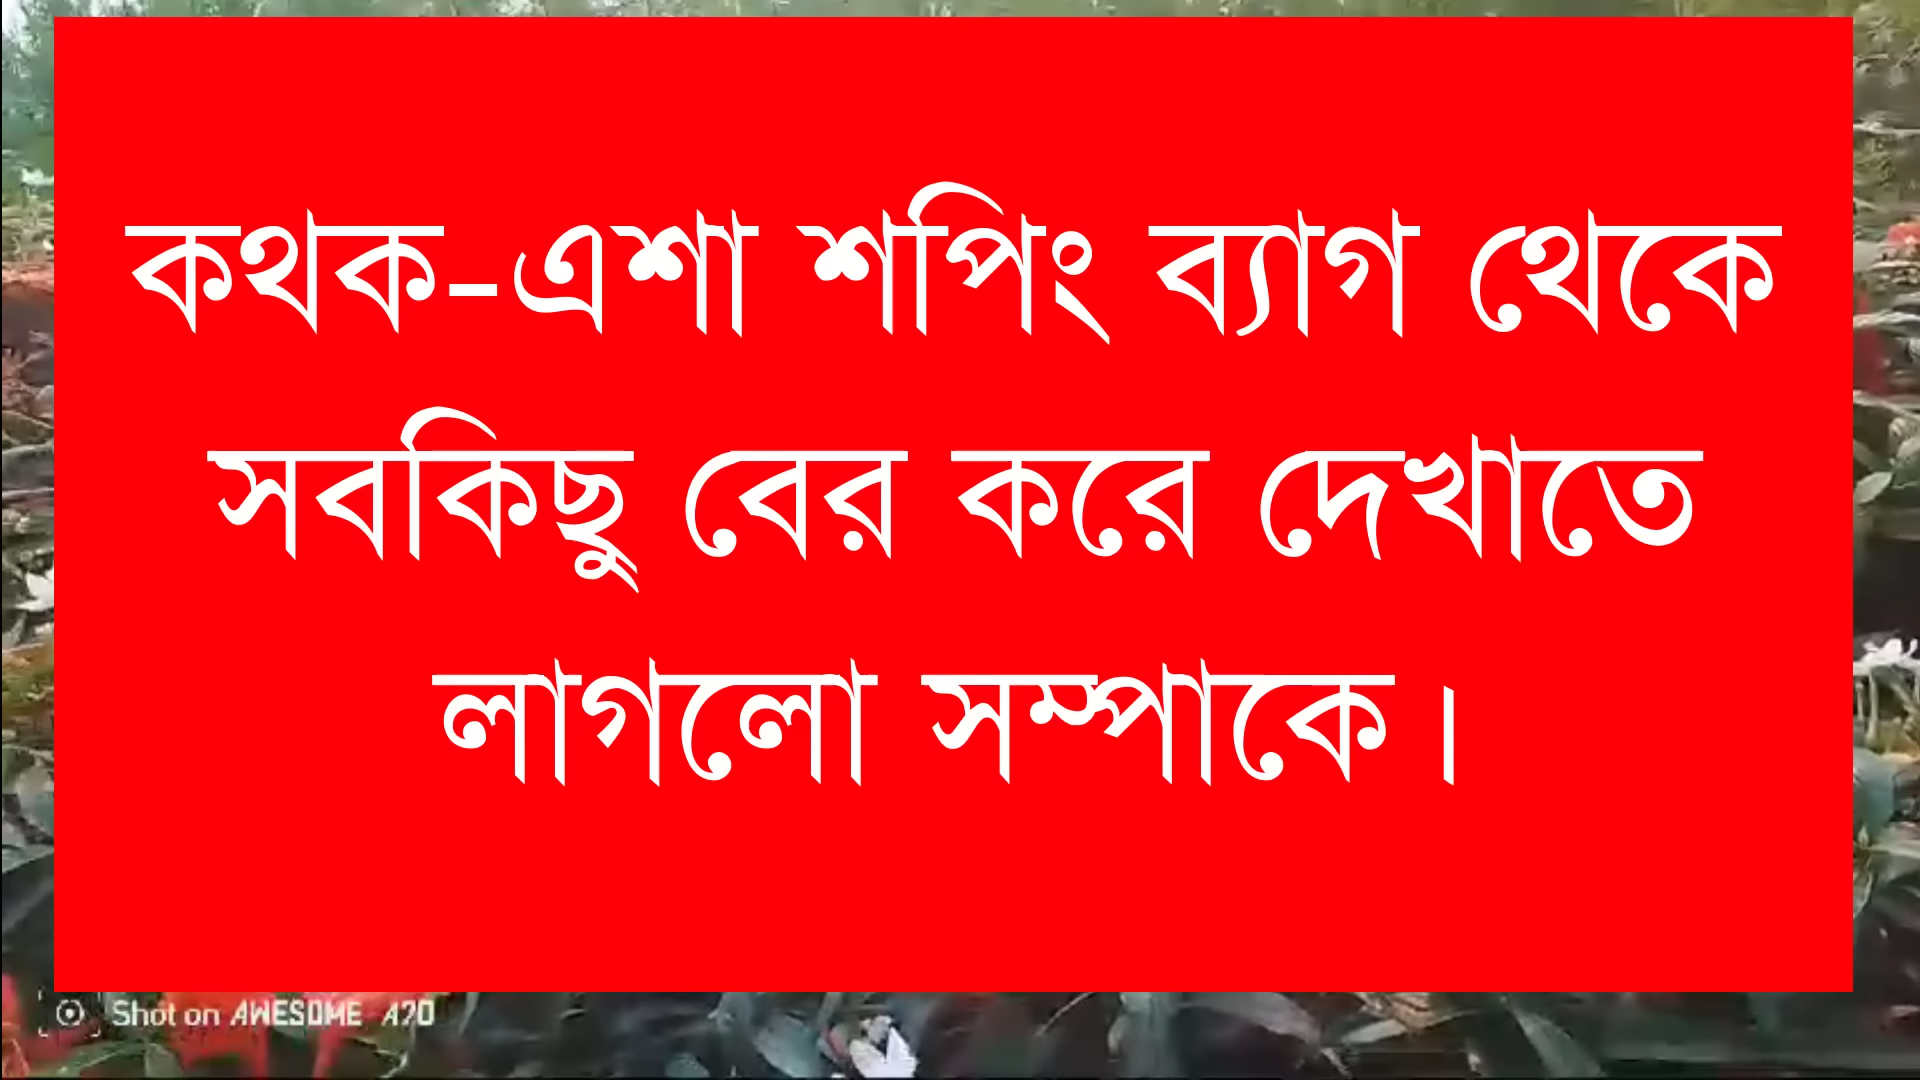 কথক-এশা শপিং ব্যাগ থেকে
সবকিছু বের করে দেখাতে
লাগলো সম্পাকে।
Shot on AWESOME A70